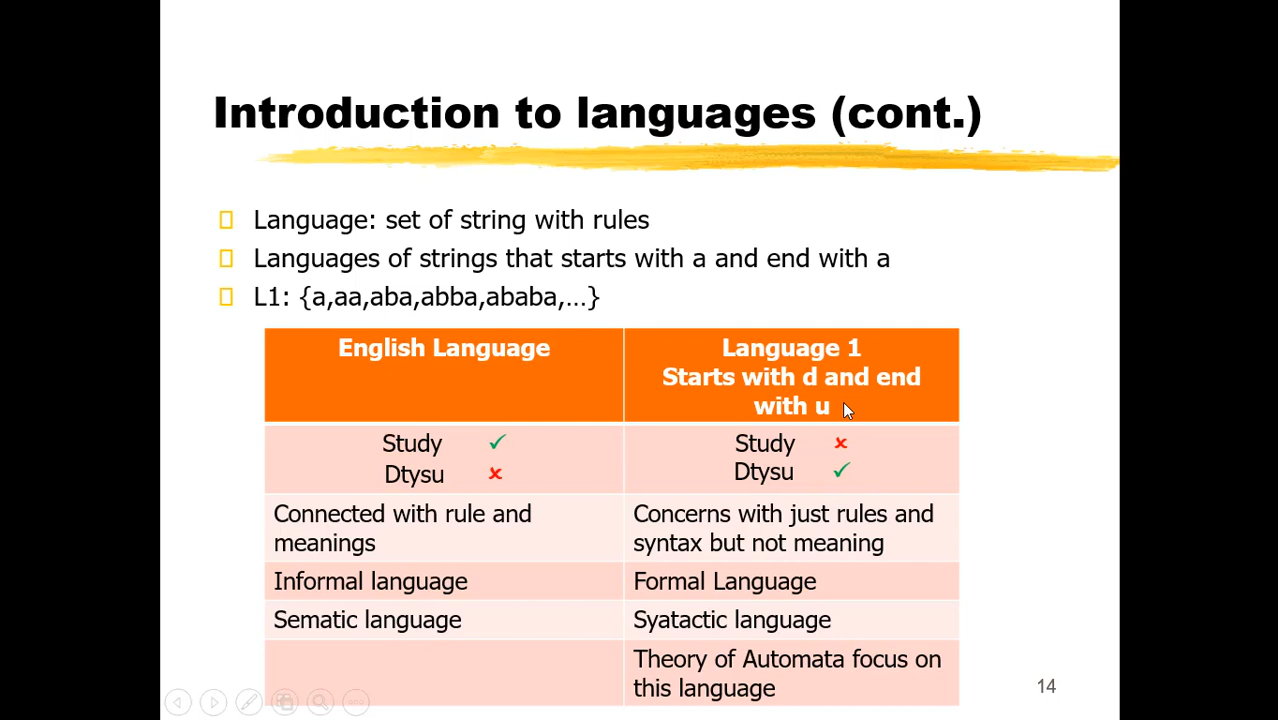 Introduction to languages (cont.)
Language: set of string with rules
Languages of strings that starts with a and end with a
L1: {a,aa,aba,abba,ababa,...}
English Language
Language 1
Starts with d and end
with u
Study ✓
Dtysu ×
Study ×
Dtysu ✓
Connected with rule and
meanings
Concerns with just rules and
syntax but not meaning
Informal language
Formal Language
Sematic language
Syatactic language
Theory of Automata focus on
this language
14